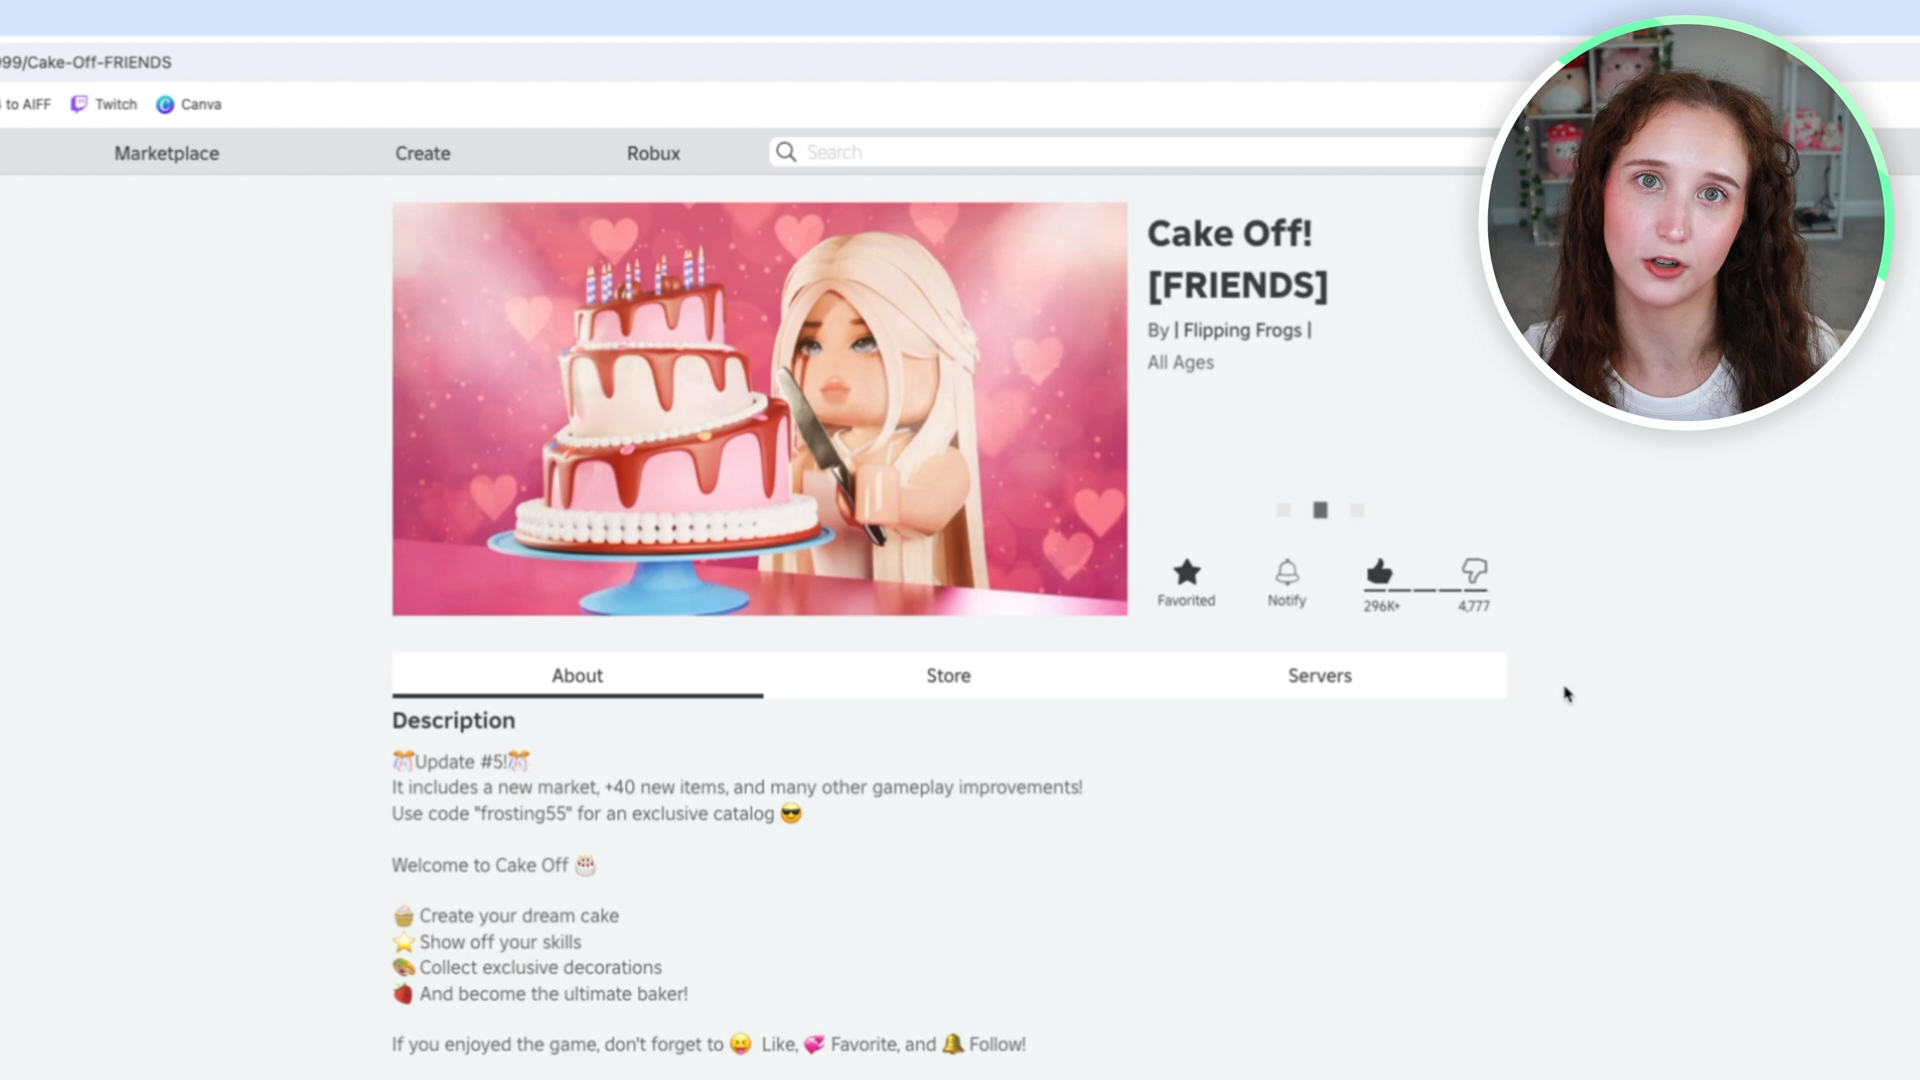 99/Cake-Off-FRIENDS
to AIFF Twitch Canva
Marketplace Create Robux Search
Cake Off!
[FRIENDS]
By | Flipping Frogs |
All Ages
Favorited Notify 296K+ 4,777
About Store Servers
Description
🎊Update #5!🎊
It includes a new market, +40 new items, and many other gameplay improvements!
Use code "frosting55" for an exclusive catalog 😎
Welcome to Cake Off 🎂
🧁 Create your dream cake
⭐ Show off your skills
🎨 Collect exclusive decorations
🍓 And become the ultimate baker!
If you enjoyed the game, don't forget to 😝 Like, 💞 Favorite, and 🔔 Follow!